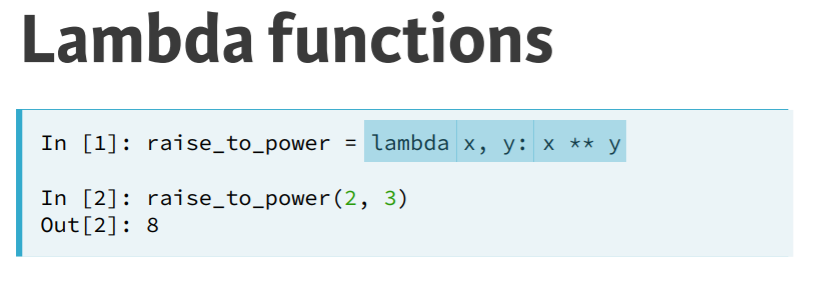 Lambda functions
In [1]: raise_to_power = lambda x, y: x ** y
In [2]: raise_to_power(2, 3)
Out[2]: 8